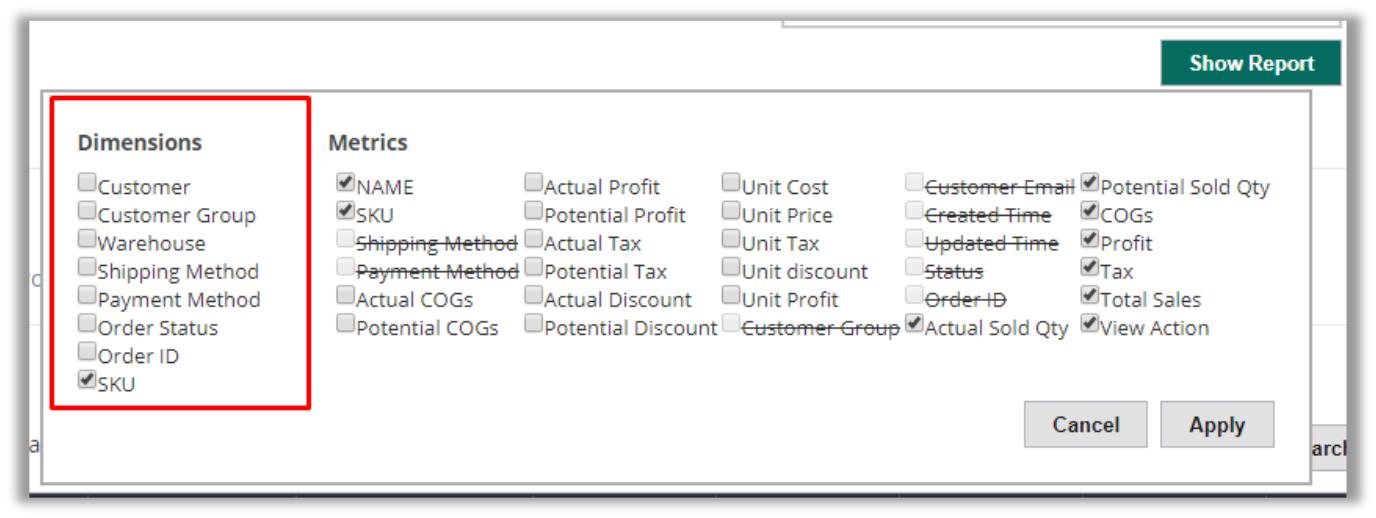 Show Report
Dimensions
Customer
Customer Group
Warehouse
Shipping Method
Payment Method
Order Status
Order ID
SKU
Metrics
NAME Actual Profit Unit Cost Customer Email Potential Sold Qty
SKU Potential Profit Unit Price Created Time COGs
Shipping Method Actual Tax Unit Tax Updated Time Profit
Payment Method Potential Tax Unit discount Status Tax
Actual COGs Actual Discount Unit Profit Order ID Total Sales
Potential COGs Potential Discount Customer Group Actual Sold Qty View Action
Cancel Apply